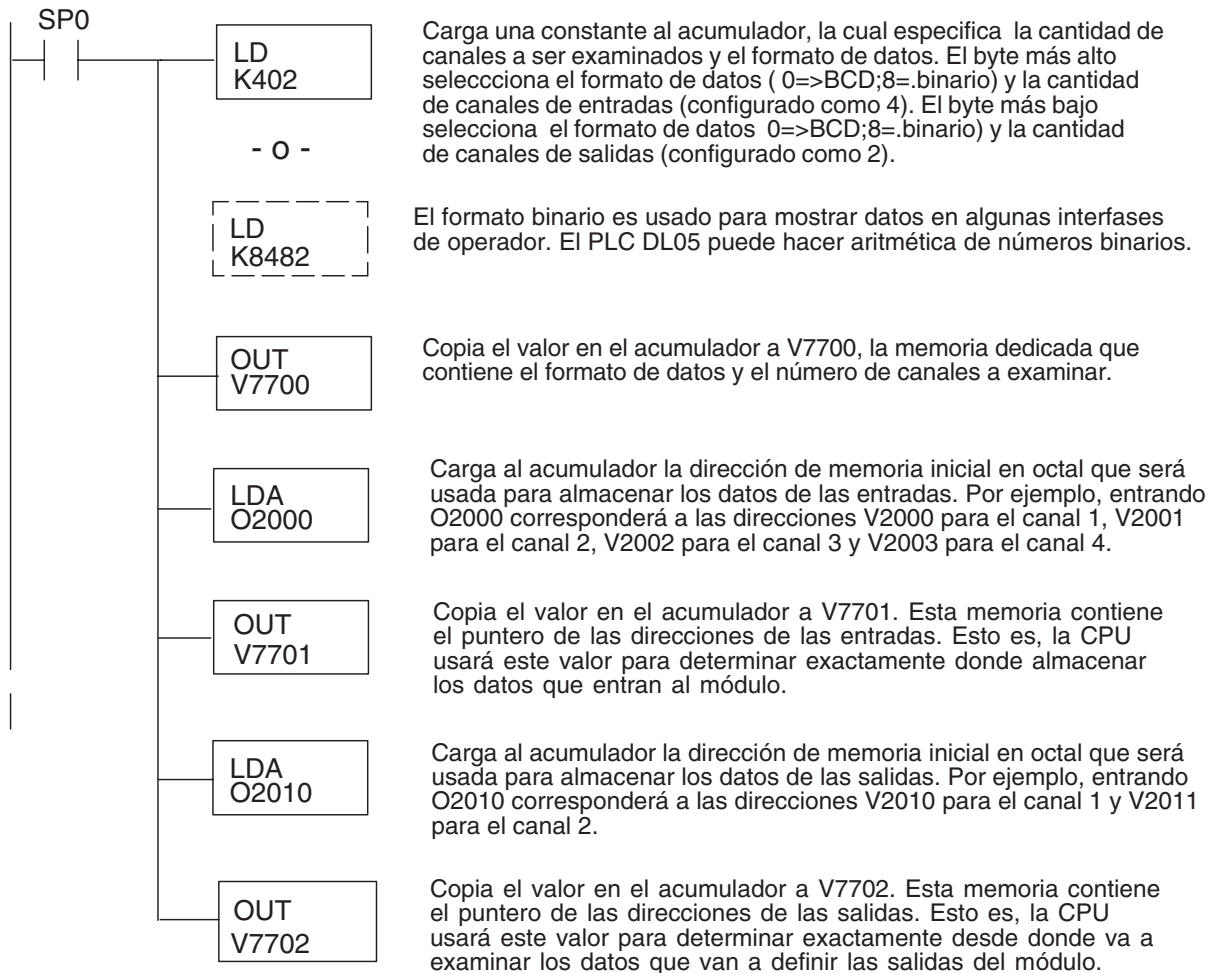 SP0
LD
K402
Carga una constante al acumulador, la cual especifica la cantidad de
canales a ser examinados y el formato de datos. El byte más alto
seleccciona el formato de datos ( 0=>BCD;8=.binario) y la cantidad
de canales de entradas (configurado como 4). El byte más bajo
selecciona el formato de datos 0=>BCD;8=.binario) y la cantidad
de canales de salidas (configurado como 2).
- o -
LD
K8482
El formato binario es usado para mostrar datos en algunas interfases
de operador. El PLC DL05 puede hacer aritmética de números binarios.
OUT
V7700
Copia el valor en el acumulador a V7700, la memoria dedicada que
contiene el formato de datos y el número de canales a examinar.
LDA
O2000
Carga al acumulador la dirección de memoria inicial en octal que será
usada para almacenar los datos de las entradas. Por ejemplo, entrando
O2000 corresponderá a las direcciones V2000 para el canal 1, V2001
para el canal 2, V2002 para el canal 3 y V2003 para el canal 4.
OUT
V7701
Copia el valor en el acumulador a V7701. Esta memoria contiene
el puntero de las direcciones de las entradas. Esto es, la CPU
usará este valor para determinar exactamente donde almacenar
los datos que entran al módulo.
LDA
O2010
Carga al acumulador la dirección de memoria inicial en octal que será
usada para almacenar los datos de las salidas. Por ejemplo, entrando
O2010 corresponderá a las direcciones V2010 para el canal 1 y V2011
para el canal 2.
OUT
V7702
Copia el valor en el acumulador a V7702. Esta memoria contiene
el puntero de las direcciones de las salidas. Esto es, la CPU
usará este valor para determinar exactamente desde donde va a
examinar los datos que van a definir las salidas del módulo.